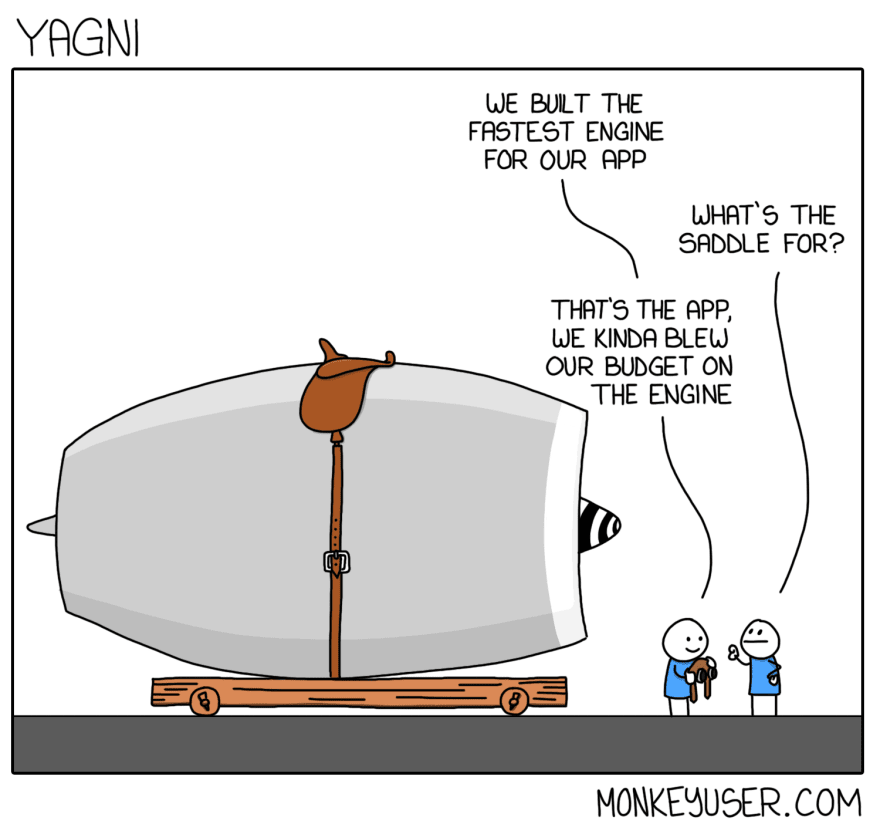 YAGNI
WE BUILT THE
FASTEST ENGINE
FOR OUR APP
WHAT'S THE
SADDLE FOR?
THAT'S THE APP,
WE KINDA BLEW
OUR BUDGET ON
THE ENGINE
MONKEYUSER.COM